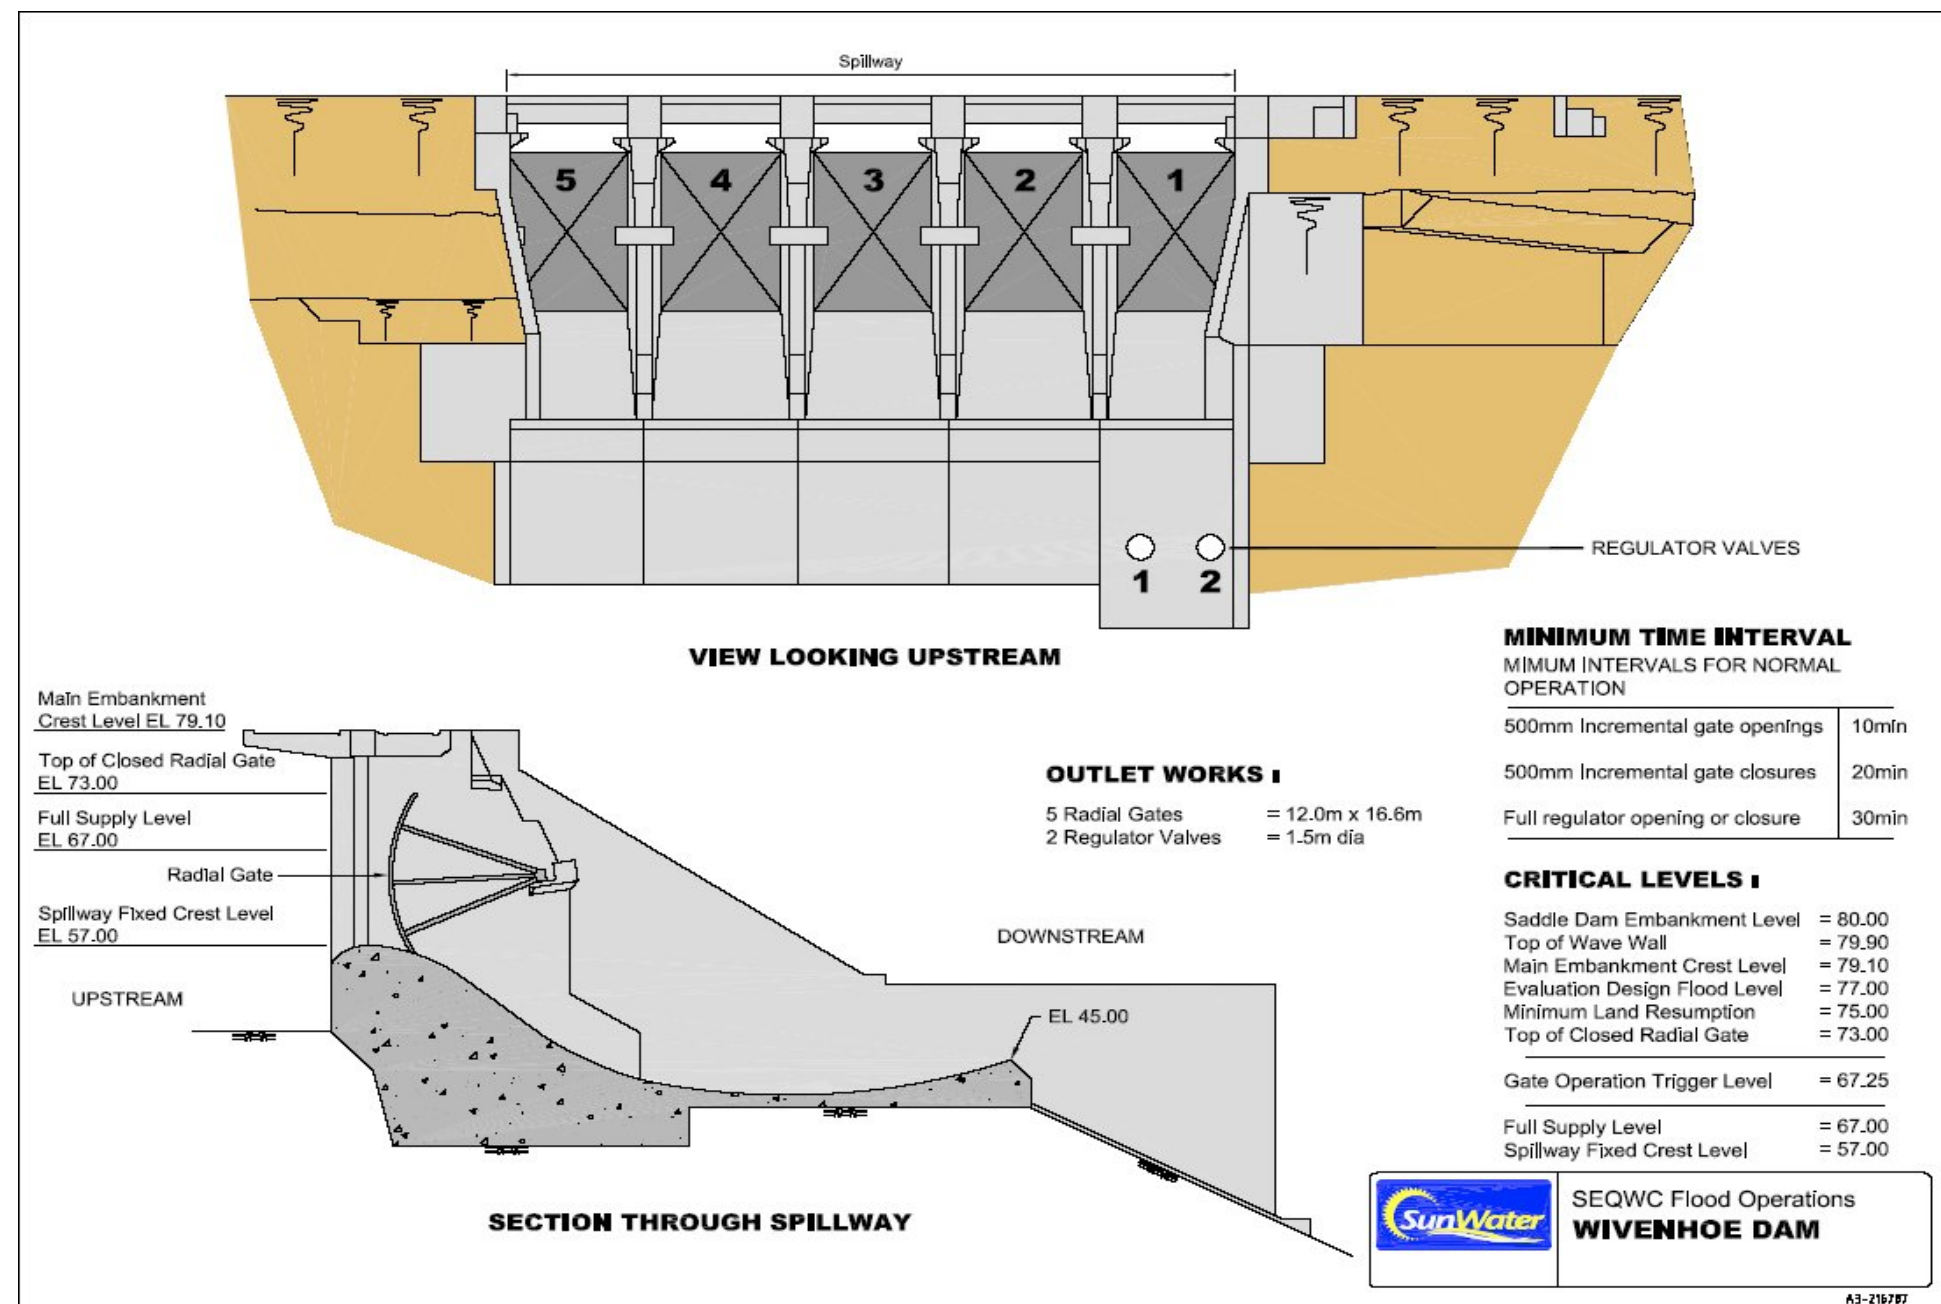 Spillway
5 4 3 2 1
REGULATOR VALVES
1 2
VIEW LOOKING UPSTREAM
MINIMUM TIME INTERVAL
MIMUM INTERVALS FOR NORMAL
OPERATION
500mm Incremental gate openings 10min
500mm Incremental gate closures 20min
Full regulator opening or closure 30min
Main Embankment
Crest Level EL 79.10
Top of Closed Radial Gate
EL 73.00
Full Supply Level
EL 67.00
Radial Gate
Spillway Fixed Crest Level
EL 57.00
UPSTREAM
DOWNSTREAM
EL 45.00
SECTION THROUGH SPILLWAY
OUTLET WORKS :
5 Radial Gates = 12.0m x 16.6m
2 Regulator Valves = 1.5m dia
CRITICAL LEVELS :
Saddle Dam Embankment Level = 80.00
Top of Wave Wall = 79.90
Main Embankment Crest Level = 79.10
Evaluation Design Flood Level = 77.00
Minimum Land Resumption = 75.00
Top of Closed Radial Gate = 73.00
Gate Operation Trigger Level = 67.25
Full Supply Level = 67.00
Spillway Fixed Crest Level = 57.00
SunWater
SEQWC Flood Operations
WIVENHOE DAM
A3-216787